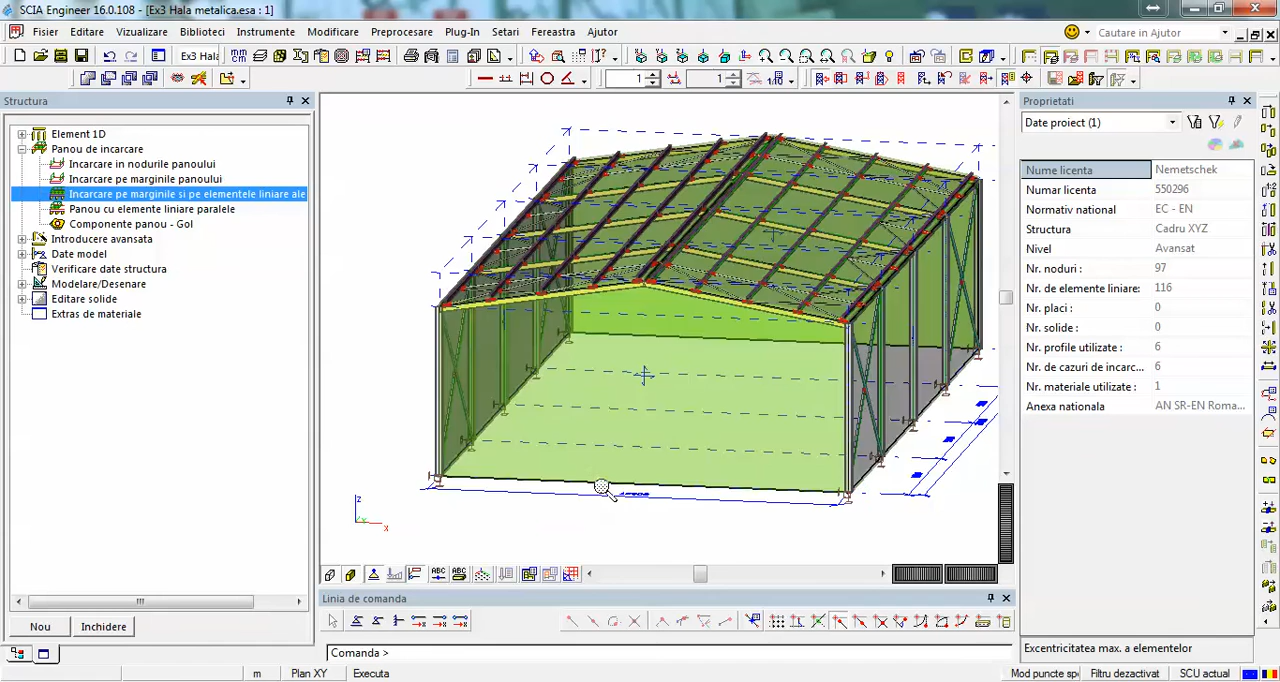 SCIA Engineer 16.0.108 - [Ex3 Hala metalica.esa : 1]
Fisier Editare Vizualizare Biblioteci Instrumente Modificare Preprocesare Plug-In Setari Fereastra Ajutor
Cautare in Ajutor
Ex3 Hala
1
1
Structura
Element 1D
Panou de incarcare
Incarcare in nodurile panoului
Incarcare pe marginile panoului
Incarcare pe marginile si pe elementele liniare ale
Panou cu elemente liniare paralele
Componente panou - Gol
Introducere avansata
Date model
Verificare date structura
Modelare/Desenare
Editare solide
Extras de materiale
Nou
Inchidere
z
x
Linia de comanda
Comanda >
Proprietati
Date proiect (1)
Nume licenta Nemetschek
Numar licenta 550296
Normativ national EC - EN
Structura Cadru XYZ
Nivel Avansat
Nr. noduri : 97
Nr. de elemente liniare: 116
Nr. placi : 0
Nr. solide : 0
Nr. profile utilizate : 6
Nr. de cazuri de incarc... 6
Nr. materiale utilizate : 1
Anexa nationala AN SR-EN Roma...
Excentricitatea max. a elementelor
m Plan XY Executa Mod puncte spe Filtru dezactivat SCU actual